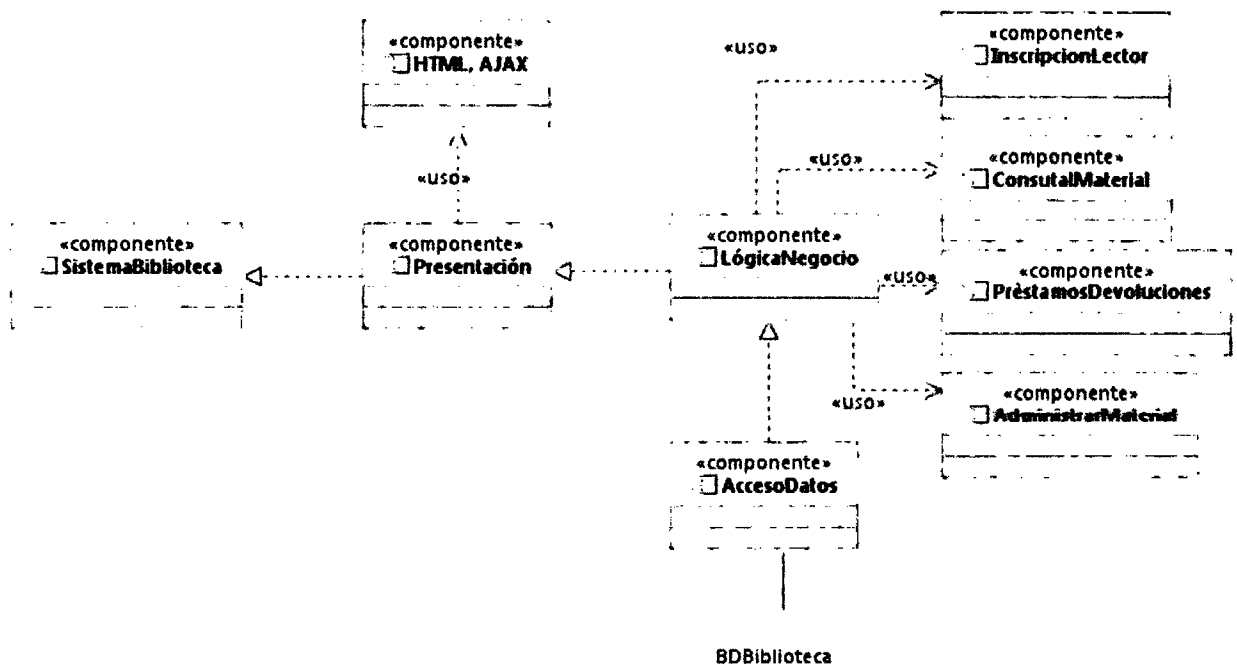 «componente»
HTML, AJAX
«uso»
«componente»
InscripcionLector
«uso»
«componente»
ConsutalMaterial
«uso»
«componente»
SistemaBiblioteca
«componente»
Presentación
«componente»
LógicaNegocio
«uso»
«componente»
PrèstamosDevoluciones
«uso»
«componente»
AdministrarMaterial
«componente»
AccesoDatos
BDBiblioteca